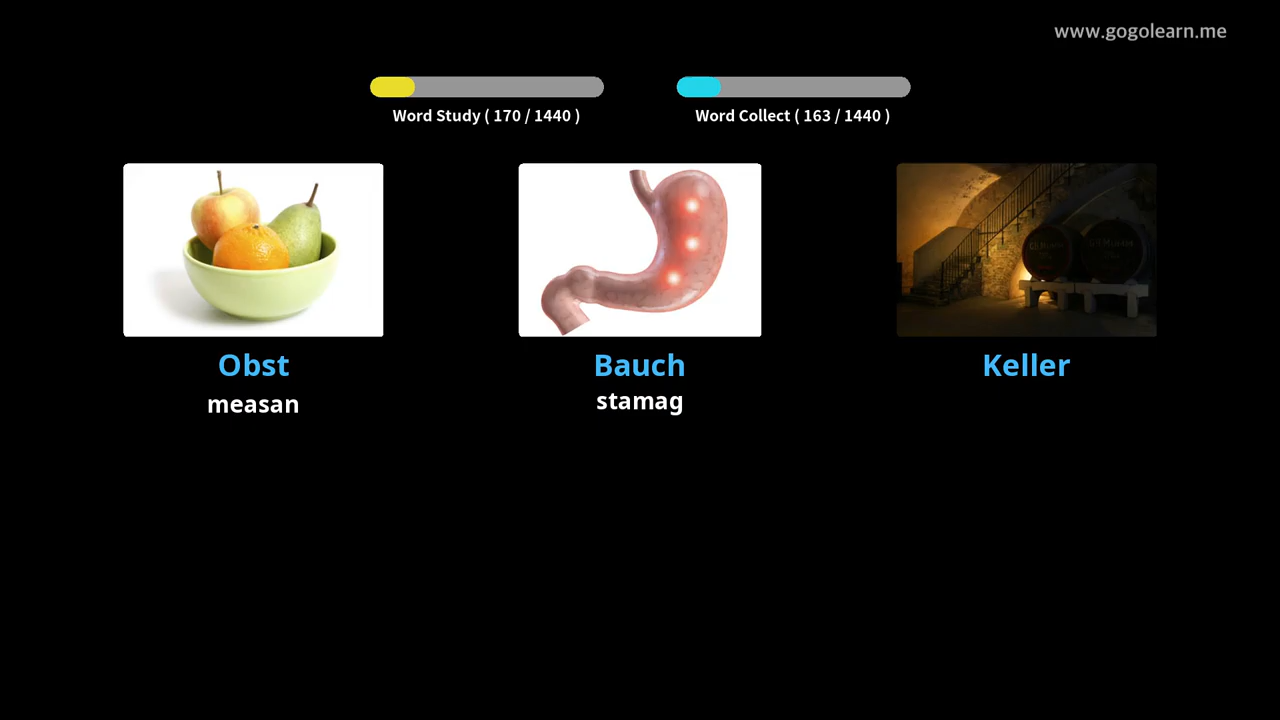 www.gogolearn.me
Word Study ( 170 / 1440 )
Word Collect ( 163 / 1440 )
Obst
Bauch
Keller
measan
stamag